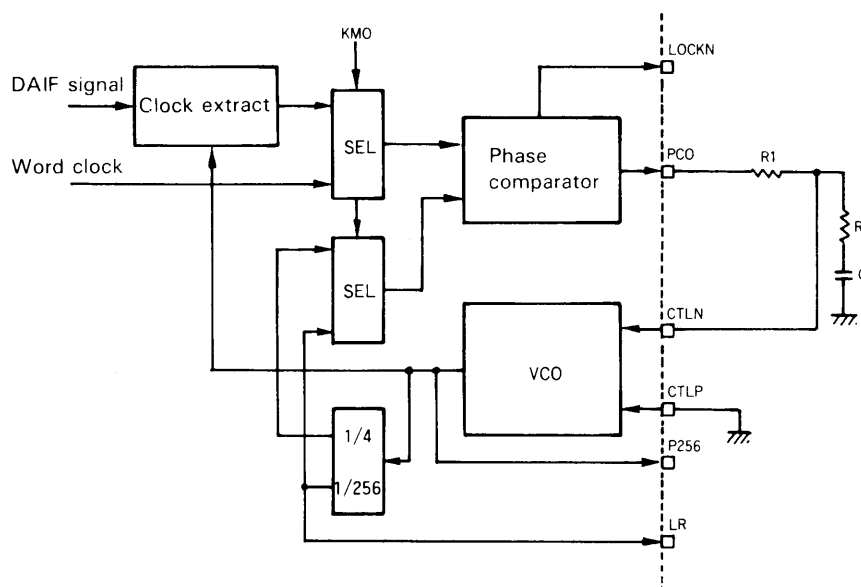 KMO
LOCKN
DAIF signal
Clock extract
SEL
Phase
comparator
PCO
R1
Word clock
R
SEL
CTLN
VCO
CTLP
1/4
P256
1/256
LR